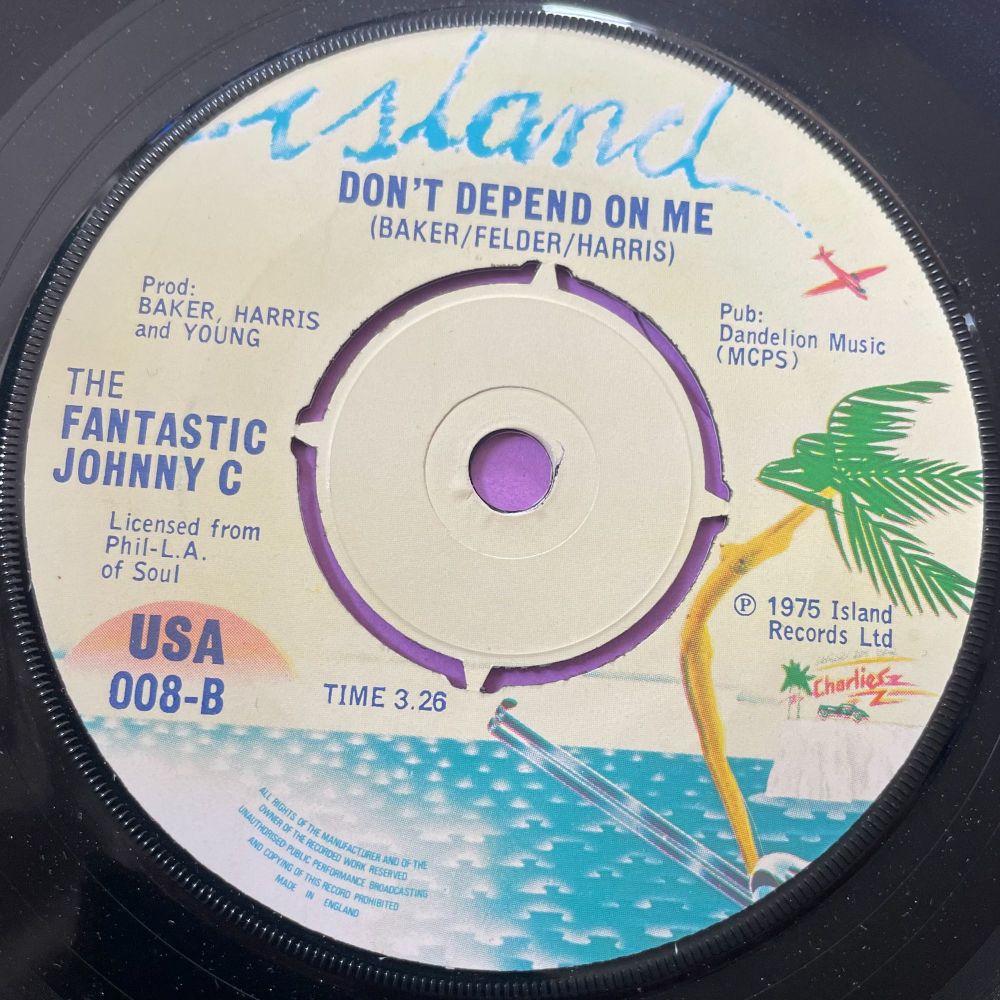 island
DON'T DEPEND ON ME
(BAKER/FELDER/HARRIS)
Prod:
BAKER, HARRIS
and YOUNG
Pub:
Dandelion Music
(MCPS)
THE
FANTASTIC
JOHNNY C
Licensed from
Phil-L.A.
of Soul
USA
008-B
TIME 3.26
℗ 1975 Island
Records Ltd
Charlies
ALL RIGHTS OF THE MANUFACTURER AND OF THE
OWNER OF THE RECORDED WORK RESERVED
UNAUTHORISED PUBLIC PERFORMANCE BROADCASTING
AND COPYING OF THIS RECORD PROHIBITED
MADE IN ENGLAND